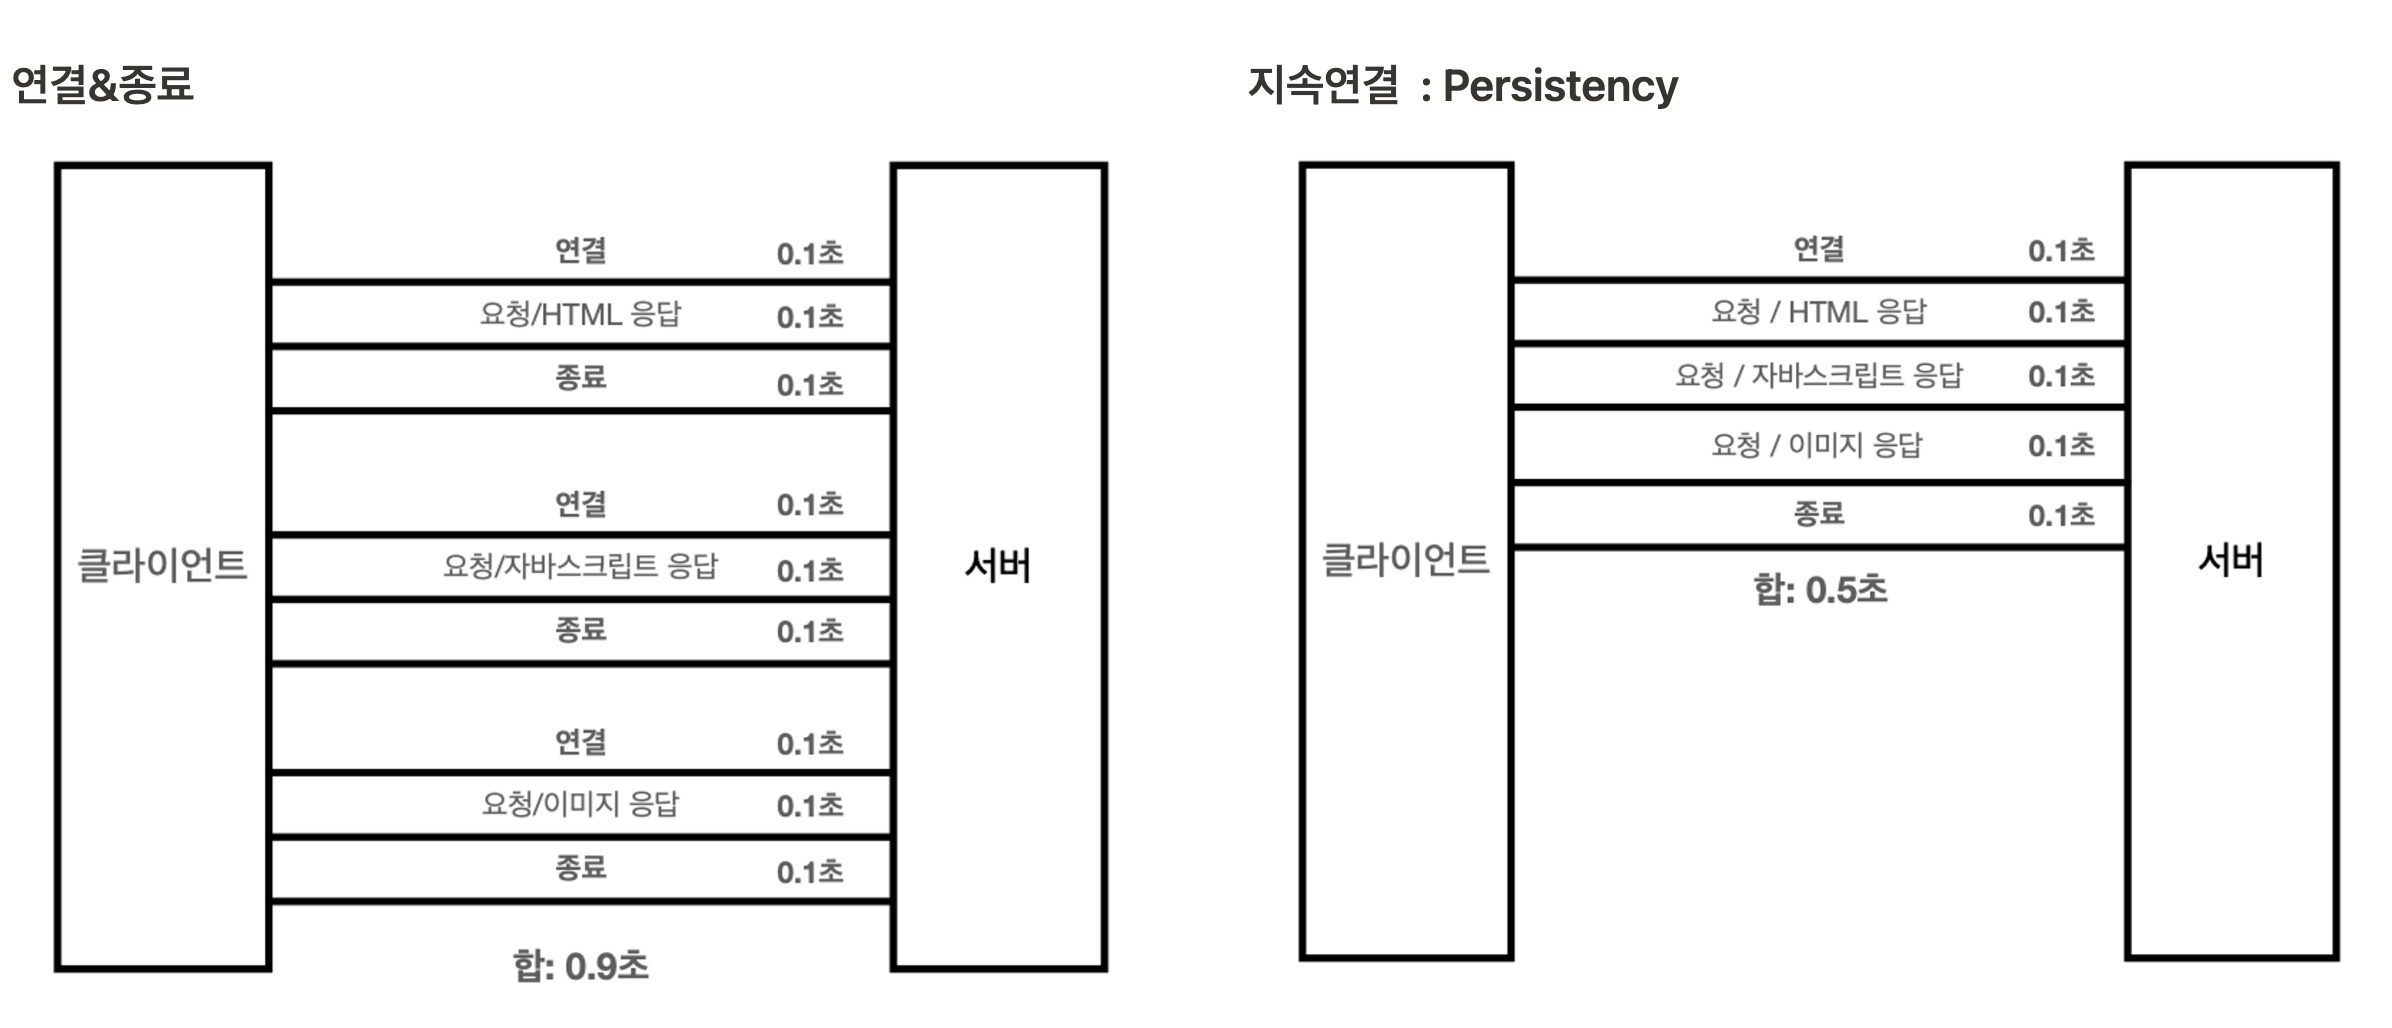 연결&종료
클라이언트
연결 0.1초
요청/HTML 응답 0.1초
종료 0.1초
연결 0.1초
요청/자바스크립트 응답 0.1초
종료 0.1초
연결 0.1초
요청/이미지 응답 0.1초
종료 0.1초
합: 0.9초
서버
지속연결 : Persistency
클라이언트
연결 0.1초
요청 / HTML 응답 0.1초
요청 / 자바스크립트 응답 0.1초
요청 / 이미지 응답 0.1초
종료 0.1초
합: 0.5초
서버